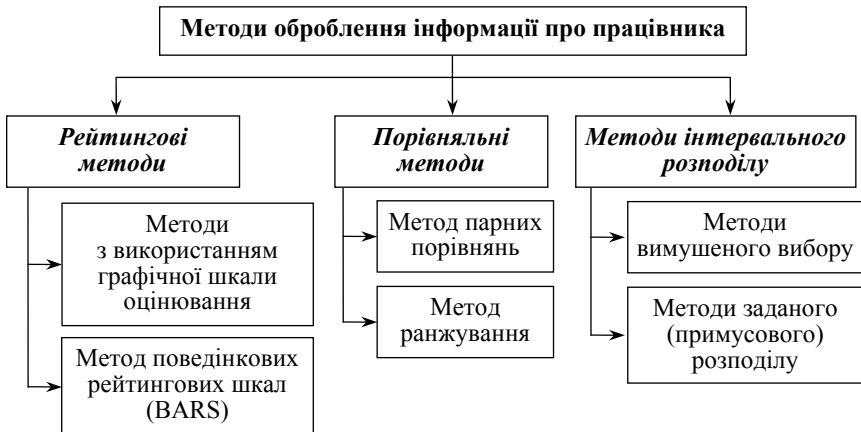 Методи оброблення інформації про працівника
Рейтингові
методи
Порівняльні
методи
Методи інтервального
розподілу
Методи
з використанням
графічної шкали
оцінювання
Метод поведінкових
рейтингових шкал
(BARS)
Метод парних
порівнянь
Метод
ранжування
Методи
вимушеного вибору
Методи заданого
(примусового)
розподілу